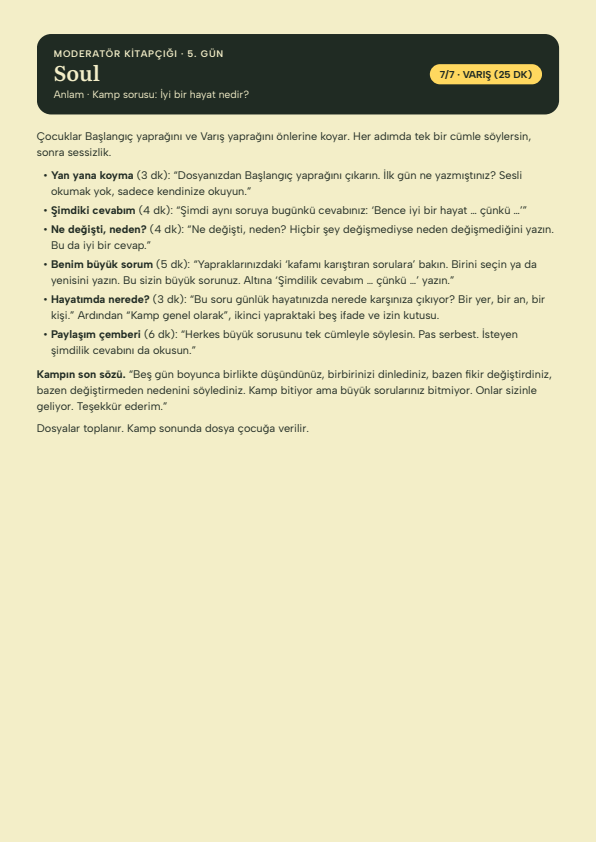 MODERATÖR KİTAPÇIĞI · 5. GÜN
Soul
Anlam · Kamp sorusu: İyi bir hayat nedir?
7/7 · VARIŞ (25 DK)
Çocuklar Başlangıç yaprağını ve Varış yaprağını önlerine koyar. Her adımda tek bir cümle söylersin,
sonra sessizlik.
• Yan yana koyma (3 dk): “Dosyanızdan Başlangıç yaprağını çıkarın. İlk gün ne yazmıştınız? Sesli
okumak yok, sadece kendinize okuyun.”
• Şimdiki cevabım (4 dk): “Şimdi aynı soruya bugünkü cevabınız: ‘Bence iyi bir hayat … çünkü …’”
• Ne değişti, neden? (4 dk): “Ne değişti, neden? Hiçbir şey değişmediyse neden değişmediğini yazın.
Bu da iyi bir cevap.”
• Benim büyük sorum (5 dk): “Yapraklarınızdaki ‘kafamı karıştıran sorulara’ bakın. Birini seçin ya da
yenisini yazın. Bu sizin büyük sorunuz. Altına ‘Şimdilik cevabım … çünkü …’ yazın.”
• Hayatımda nerede? (3 dk): “Bu soru günlük hayatınızda nerede karşınıza çıkıyor? Bir yer, bir an, bir
kişi.” Ardından “Kamp genel olarak”, ikinci yapraktaki beş ifade ve izin kutusu.
• Paylaşım çemberi (6 dk): “Herkes büyük sorusunu tek cümleyle söylesin. Pas serbest. İsteyen
şimdilik cevabını da okusun.”
Kampın son sözü. “Beş gün boyunca birlikte düşündünüz, birbirinizi dinlediniz, bazen fikir değiştirdiniz,
bazen değiştirmeden nedenini söylediniz. Kamp bitiyor ama büyük sorularınız bitmiyor. Onlar sizinle
geliyor. Teşekkür ederim.”
Dosyalar toplanır. Kamp sonunda dosya çocuğa verilir.